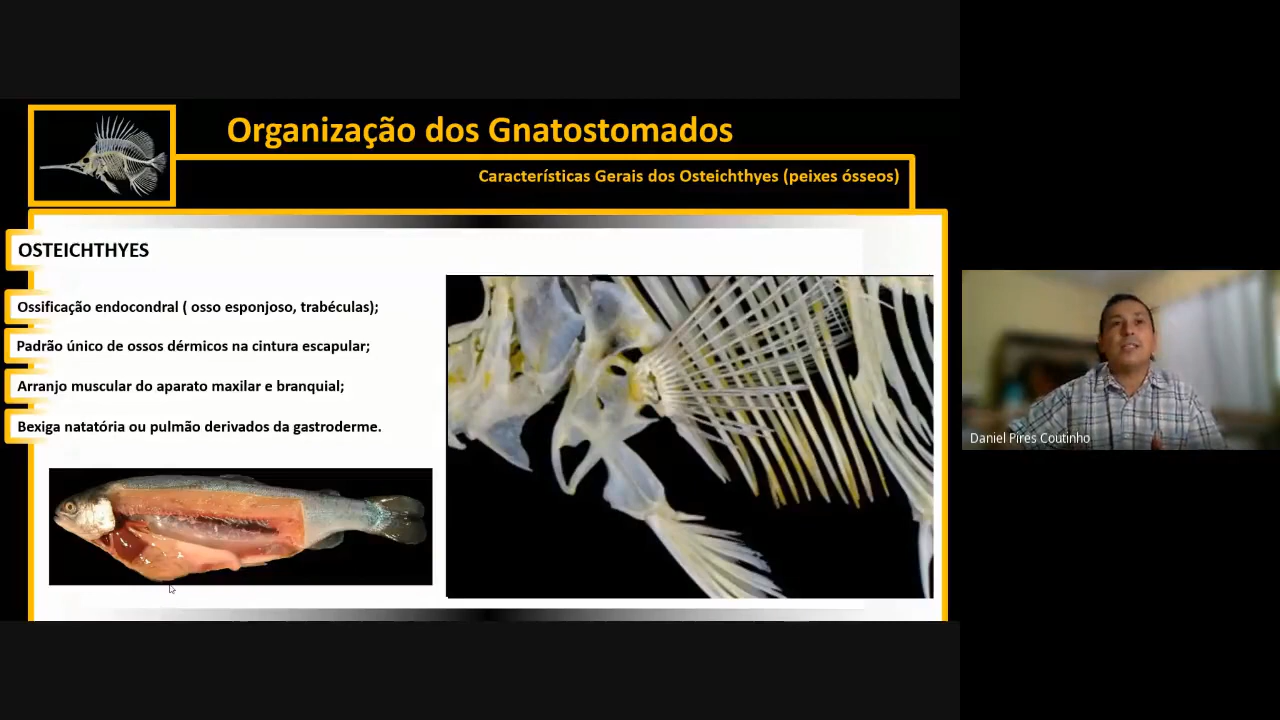 Organização dos Gnatostomados
Características Gerais dos Osteichthyes (peixes ósseos)
OSTEICHTHYES
Ossificação endocondral ( osso esponjoso, trabéculas);
Padrão único de ossos dérmicos na cintura escapular;
Arranjo muscular do aparato maxilar e branquial;
Bexiga natatória ou pulmão derivados da gastroderme.
Daniel Pires Coutinho